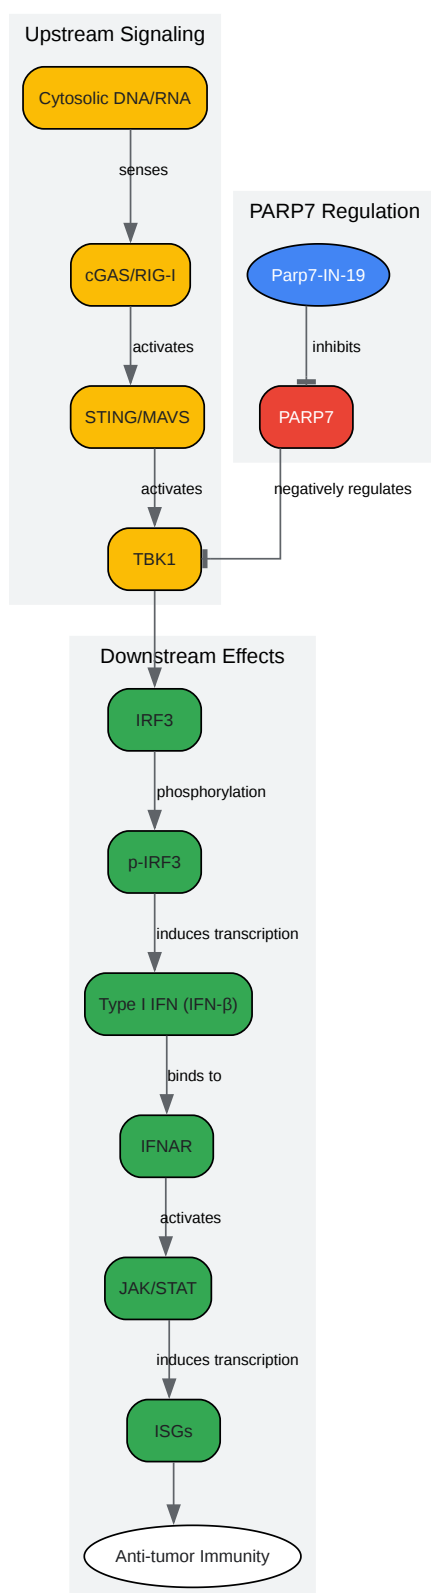 Upstream Signaling
Cytosolic DNA/RNA
senses
PARP7 Regulation
cGAS/RIG-I
Parp7-IN-19
activates
inhibits
STING/MAVS
PARP7
activates
negatively regulates
TBK1
Downstream Effects
IRF3
phosphorylation
p-IRF3
induces transcription
Type I IFN (IFN-β)
binds to
IFNAR
activates
JAK/STAT
induces transcription
ISGs
Anti-tumor Immunity